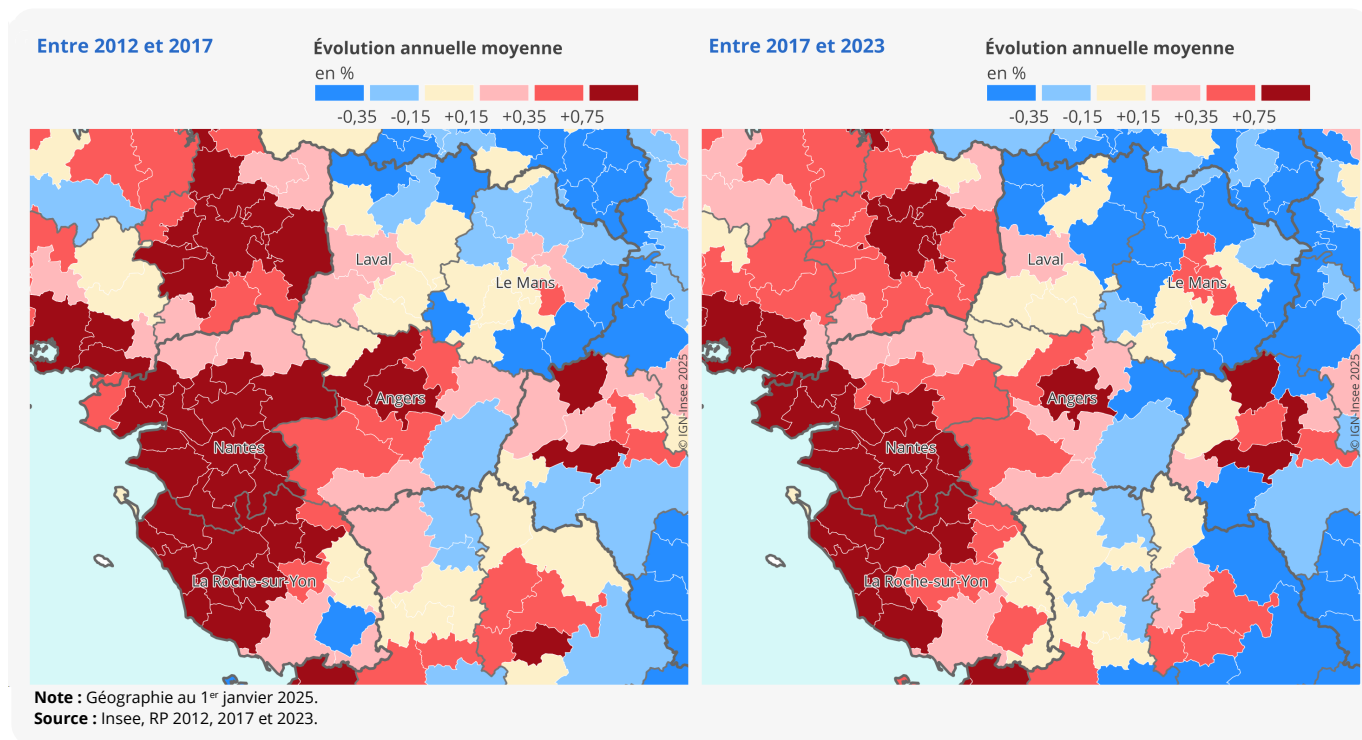 Entre 2012 et 2017
Évolution annuelle moyenne
en %
-0,35 -0,15 +0,15 +0,35 +0,75
Laval
Le Mans
Angers
Nantes
La Roche-sur-Yon
© IGN-Insee 2025
Entre 2017 et 2023
Évolution annuelle moyenne
en %
-0,35 -0,15 +0,15 +0,35 +0,75
Laval
Le Mans
Angers
Nantes
La Roche-sur-Yon
© IGN-Insee 2025
Note : Géographie au 1er janvier 2025.
Source : Insee, RP 2012, 2017 et 2023.